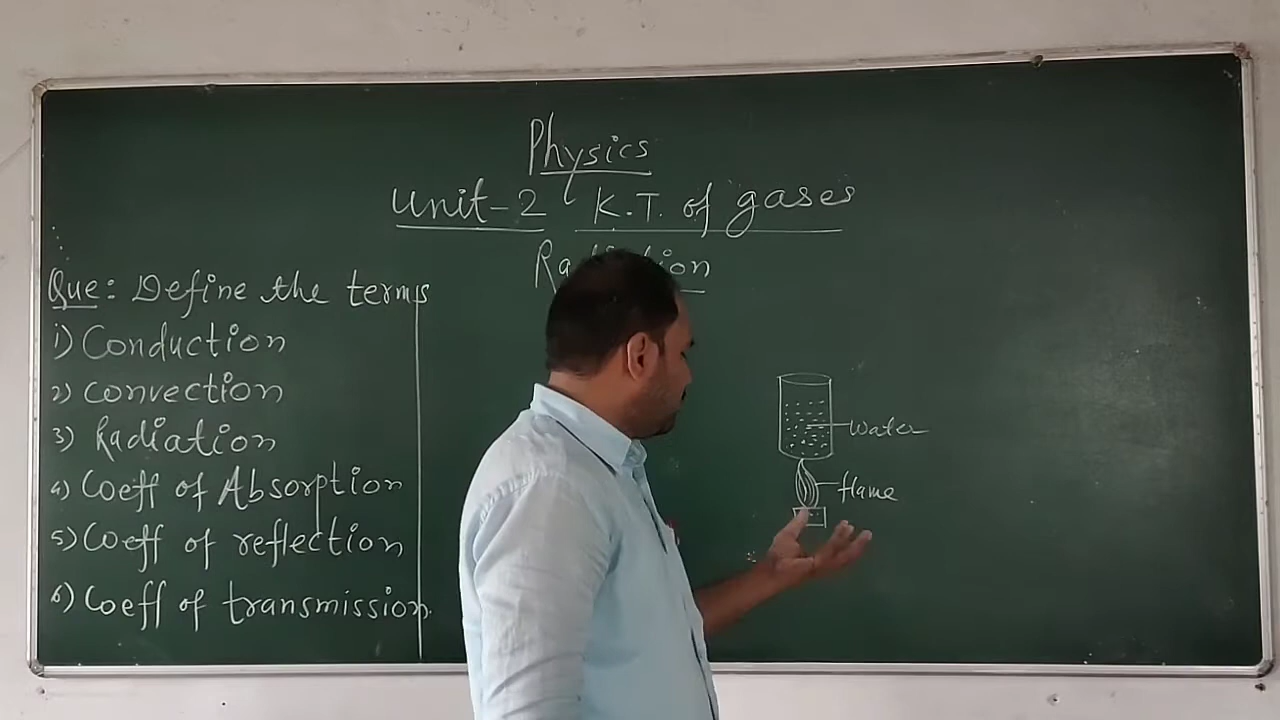 Physics
Unit-2 K.T. of gases
Que: Define the terms
1) Conduction
2) Convection
3) Radiation
4) Coeff of Absorption
5) Coeff of reflection
6) Coeff of transmission.
Water
flame